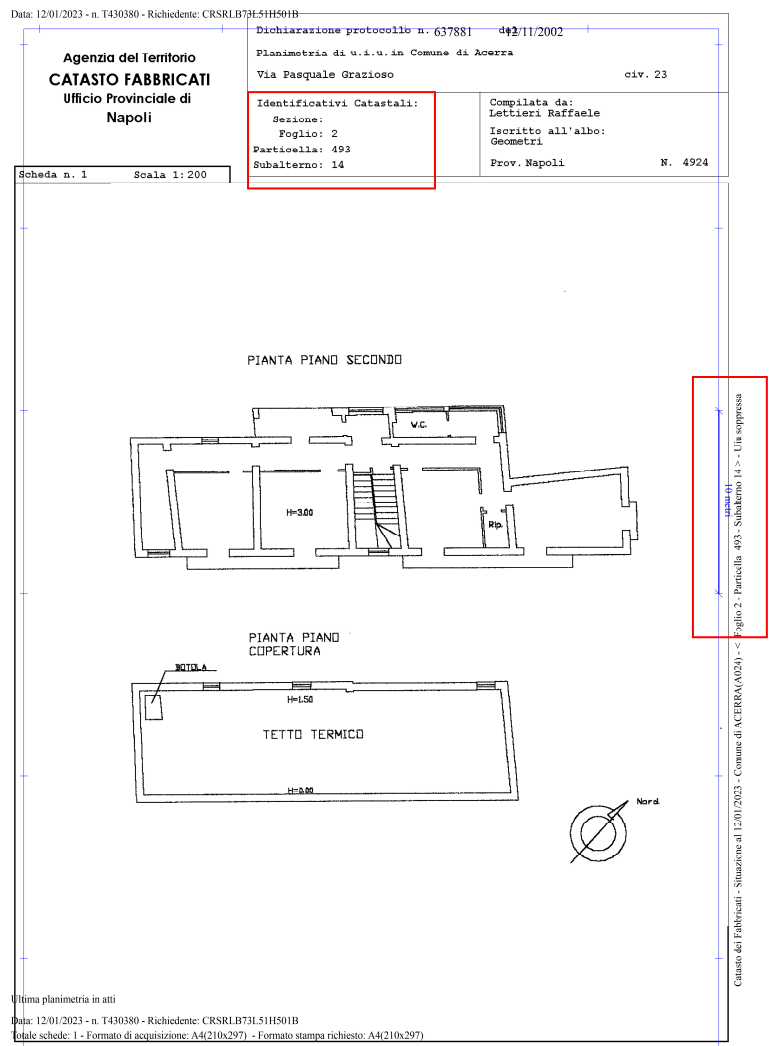 Data: 12/01/2023 - n. T430380 - Richiedente: CRSRLB73L51H501B
Agenzia del Territorio
CATASTO FABBRICATI
Ufficio Provinciale di
Napoli
Dichiarazione protocollo n. 637881 del 12/11/2002
Planimetria di u.i.u. in Comune di Acerra
Via Pasquale Grazioso civ. 23
Identificativi Catastali:
Sezione:
Foglio: 2
Particella: 493
Subalterno: 14
Compilata da:
Lettieri Raffaele
Iscritto all'albo:
Geometri
Prov. Napoli N. 4924
Scheda n. 1 Scala 1:200
PIANTA PIANO SECONDO
W.C.
H=3.00
Rip.
PIANTA PIANO
COPERTURA
BOTOLA
H=1.50
TETTO TERMICO
H=0.00
Nord
10 metri
Catasto dei Fabbricati - Situazione al 12/01/2023 - Comune di ACERRA(A024) - < Foglio 2 - Particella 493 - Subalterno 14 > - Uiu soppressa
Ultima planimetria in atti
Data: 12/01/2023 - n. T430380 - Richiedente: CRSRLB73L51H501B
Totale schede: 1 - Formato di acquisizione: A4(210x297) - Formato stampa richiesto: A4(210x297)